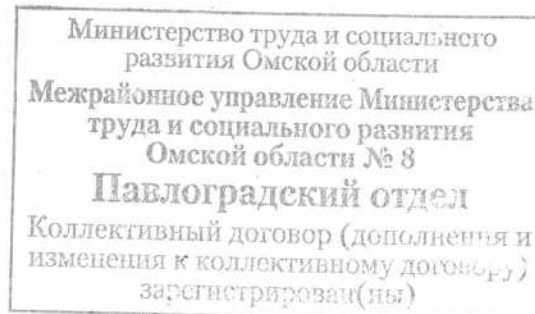 Министерство труда и социального
развития Омской области
Межрайонное управление Министерства
труда и социального развития
Омской области № 8
Павлоградский отдел
Коллективный договор (дополнения и
изменения к коллективному договору)
зарегистрирован(ны)